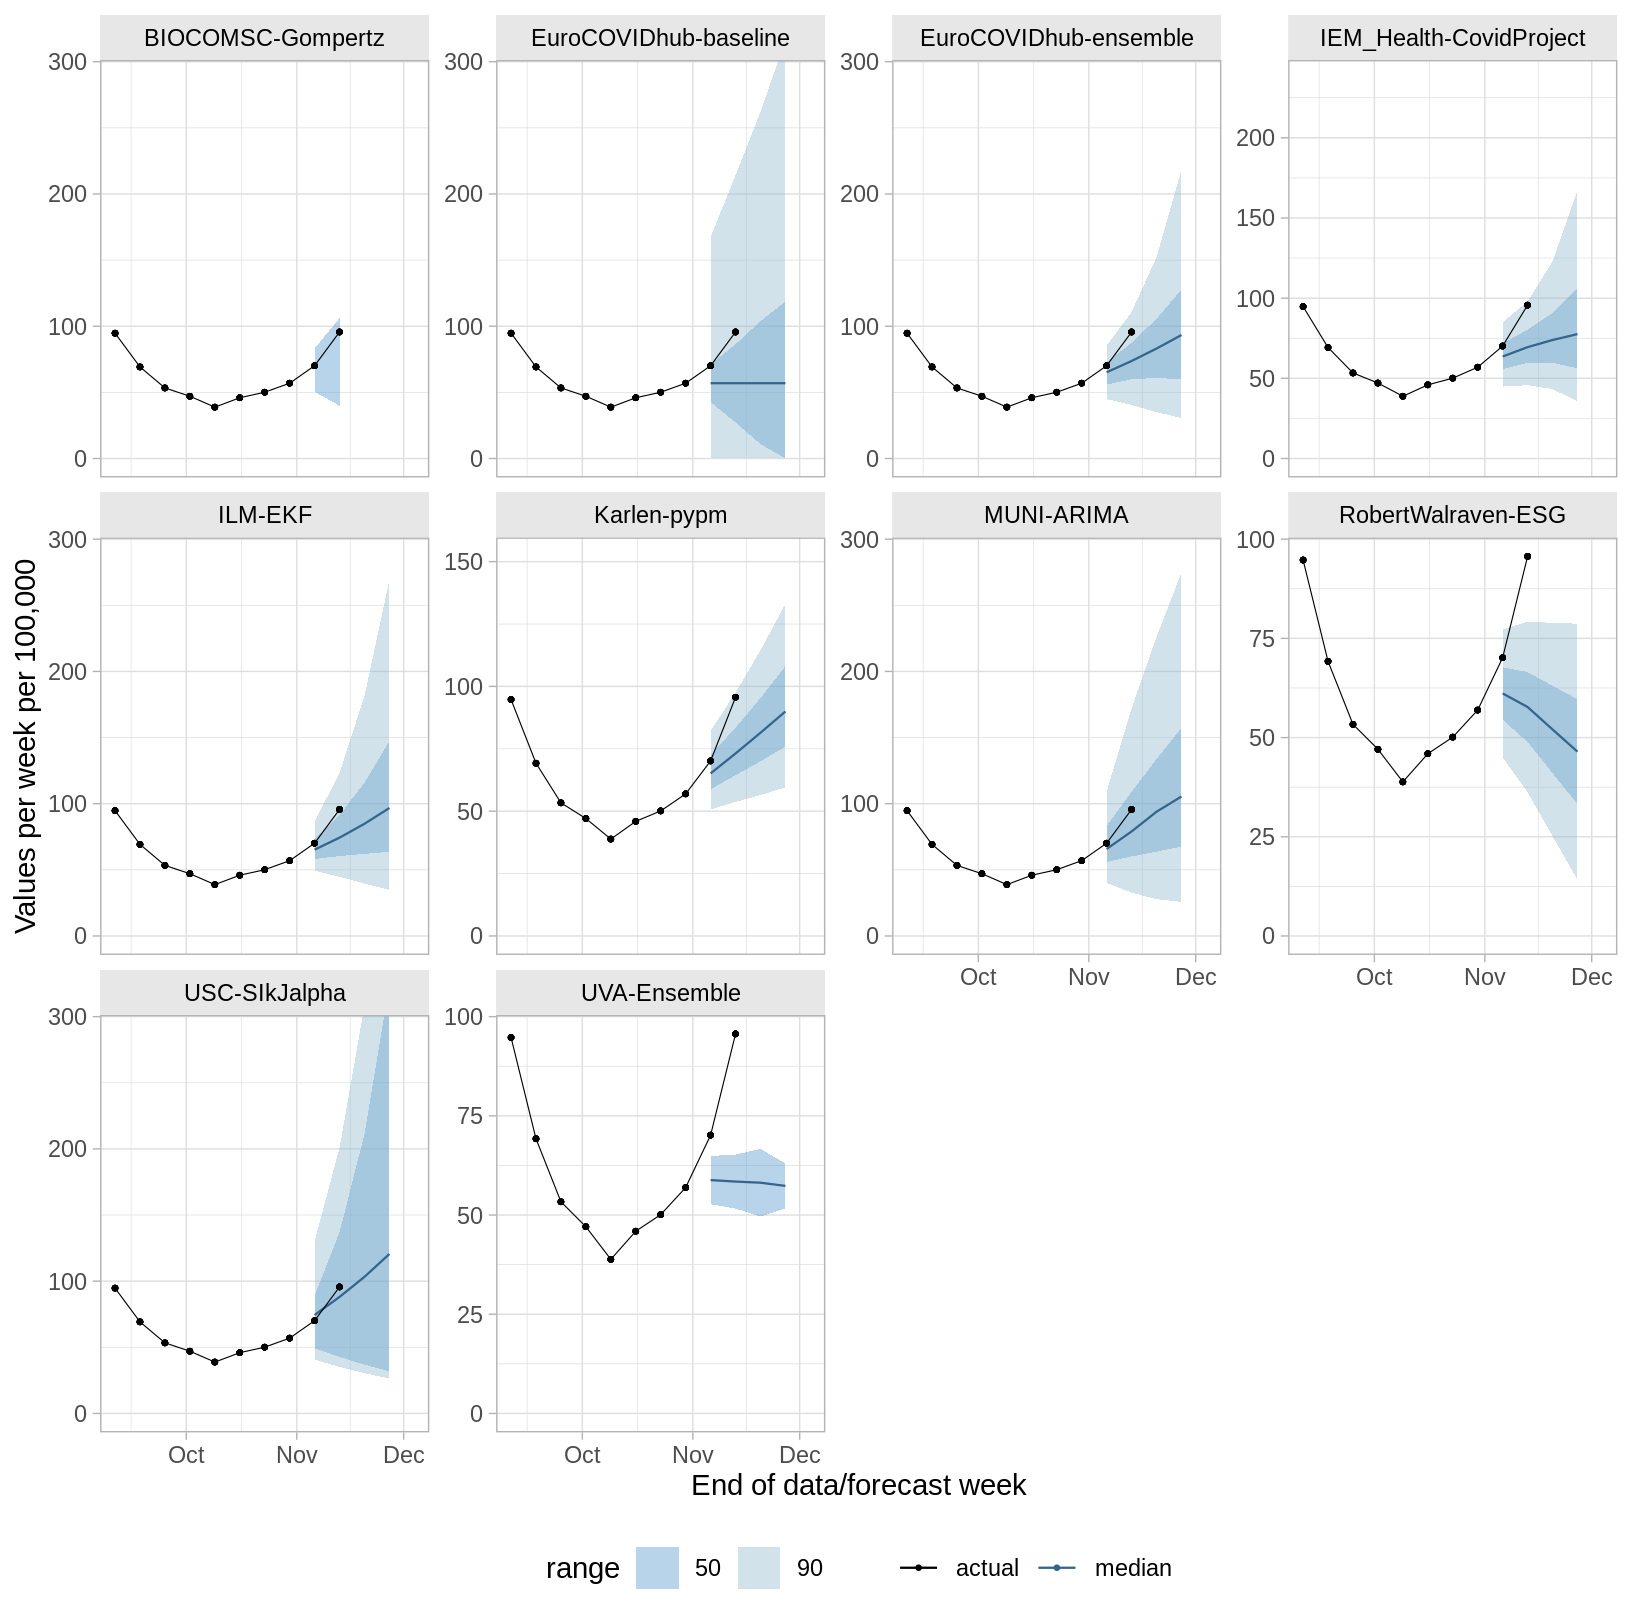 BIOCOMSC-Gompertz EuroCOVIDhub-baseline EuroCOVIDhub-ensemble IEM_Health-CovidProject
300 300 300
200
200 200 200
150
100 100 100 100
50
0 0 0 0
ILM-EKF Karlen-pypm MUNI-ARIMA RobertWalraven-ESG
300 150 300 100
200 100 200 75
50
100 50 100 25
0 0 0 0
Oct Nov Dec Oct Nov Dec
USC-SIkJalpha UVA-Ensemble
300 100
200 75
50
100 25
0 0
Oct Nov Dec Oct Nov Dec
Values per week per 100,000
End of data/forecast week
range 50 90 actual median